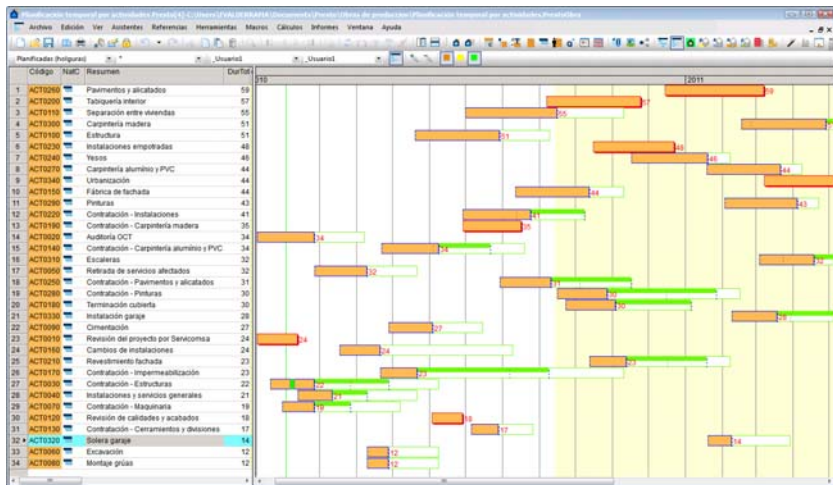 Planificación temporal por actividades.Presto[4]-C:\Users\FVALDERRAMA\Documents\Presto\Obras de producción\Planificación temporal por actividades.PrestoObra
Archivo Edición Ver Asistentes Referencias Herramientas Macros Cálculos Informes Ventana Ayuda
Planificadas (holguras) * _Usuario1 _Usuario1
Código NatC Resumen DurTot
010 2011
1 ACT0260 Pavimentos y alicatados 59 59
2 ACT0200 Tabiquería interior 57 57
3 ACT0110 Separación entre viviendas 55 55
4 ACT0300 Carpintería madera 51
5 ACT0100 Estructura 51 51
6 ACT0230 Instalaciones empotradas 48 48
7 ACT0240 Yesos 46 46
8 ACT0270 Carpintería aluminio y PVC 44 44
9 ACT0340 Urbanización 44
10 ACT0150 Fábrica de fachada 44 44
11 ACT0290 Pinturas 43 43
12 ACT0220 Contratación - Instalaciones 41 41
13 ACT0190 Contratación - Carpintería madera 35 35
14 ACT0020 Auditoría OCT 34 34
15 ACT0140 Contratación - Carpintería aluminio y PVC 34 34
16 ACT0310 Escaleras 32 32
17 ACT0050 Retirada de servicios afectados 32 32
18 ACT0250 Contratación - Pavimentos y alicatados 31 31
19 ACT0280 Contratación - Pinturas 30 30
20 ACT0180 Terminación cubierta 30 30
21 ACT0330 Instalación garaje 28 28
22 ACT0090 Cimentación 27 27
23 ACT0010 Revisión del proyecto por Servicomsa 24 24
24 ACT0160 Cambios de instalaciones 24 24
25 ACT0210 Revestimiento fachada 23 23
26 ACT0170 Contratación - Impermeabilización 23 23
27 ACT0030 Contratación - Estructuras 22 22
28 ACT0040 Instalaciones y servicios generales 21 21
29 ACT0070 Contratación - Maquinaria 19 19
30 ACT0120 Revisión de calidades y acabados 18 18
31 ACT0130 Contratación - Cerramientos y divisiones 17 17
32 ACT0320 Solera garaje 14 14
33 ACT0060 Excavación 12 12
34 ACT0080 Montaje grúas 12 12